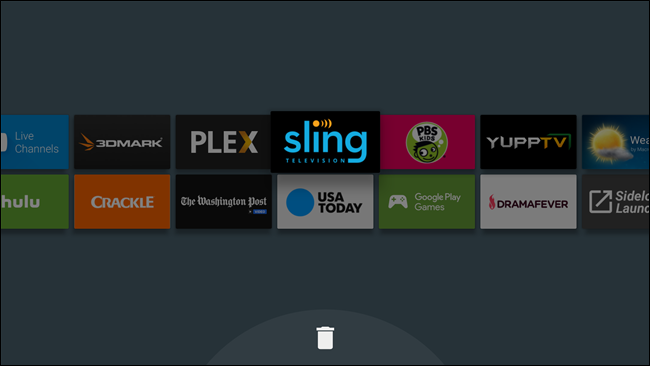 Live
Channels
3DMARK
PLEX
sling
TELEVISION
PBS
KIDS
YUPPTV
Wea
hulu
CRACKLE
The Washington Post
USA
TODAY
Google Play
Games
DRAMAFEVER
Sidelo
Launc